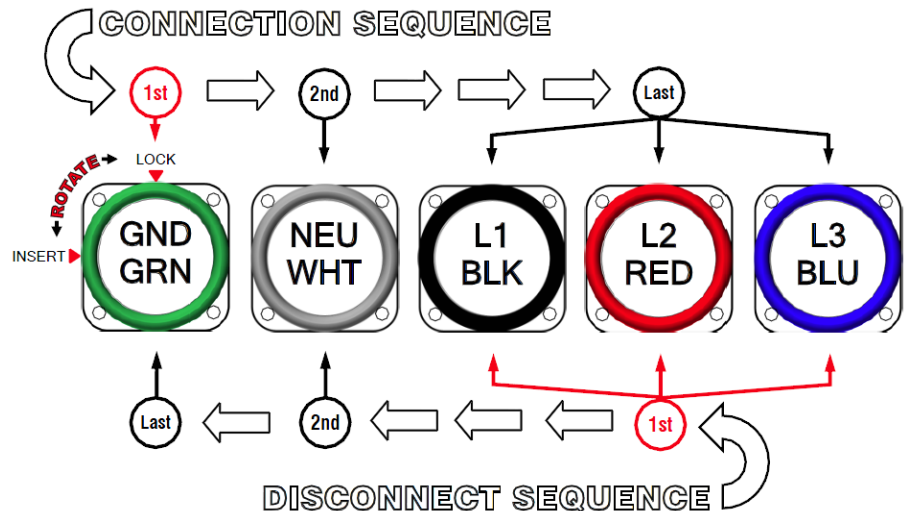 CONNECTION SEQUENCE
1st
2nd
Last
LOCK
ROTATE
INSERT
GND
GRN
NEU
WHT
L1
BLK
L2
RED
L3
BLU
Last
2nd
1st
DISCONNECT SEQUENCE